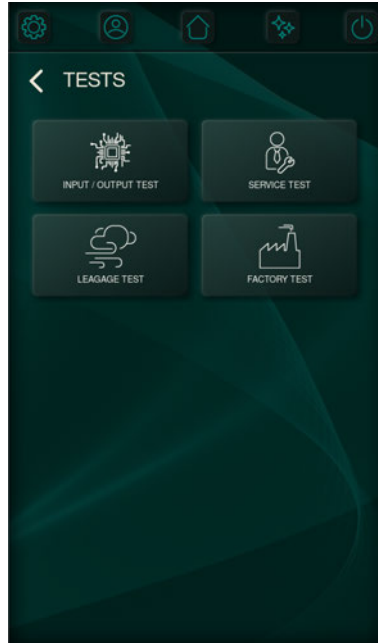 TESTS
INPUT / OUTPUT TEST
SERVICE TEST
LEAGAGE TEST
FACTORY TEST